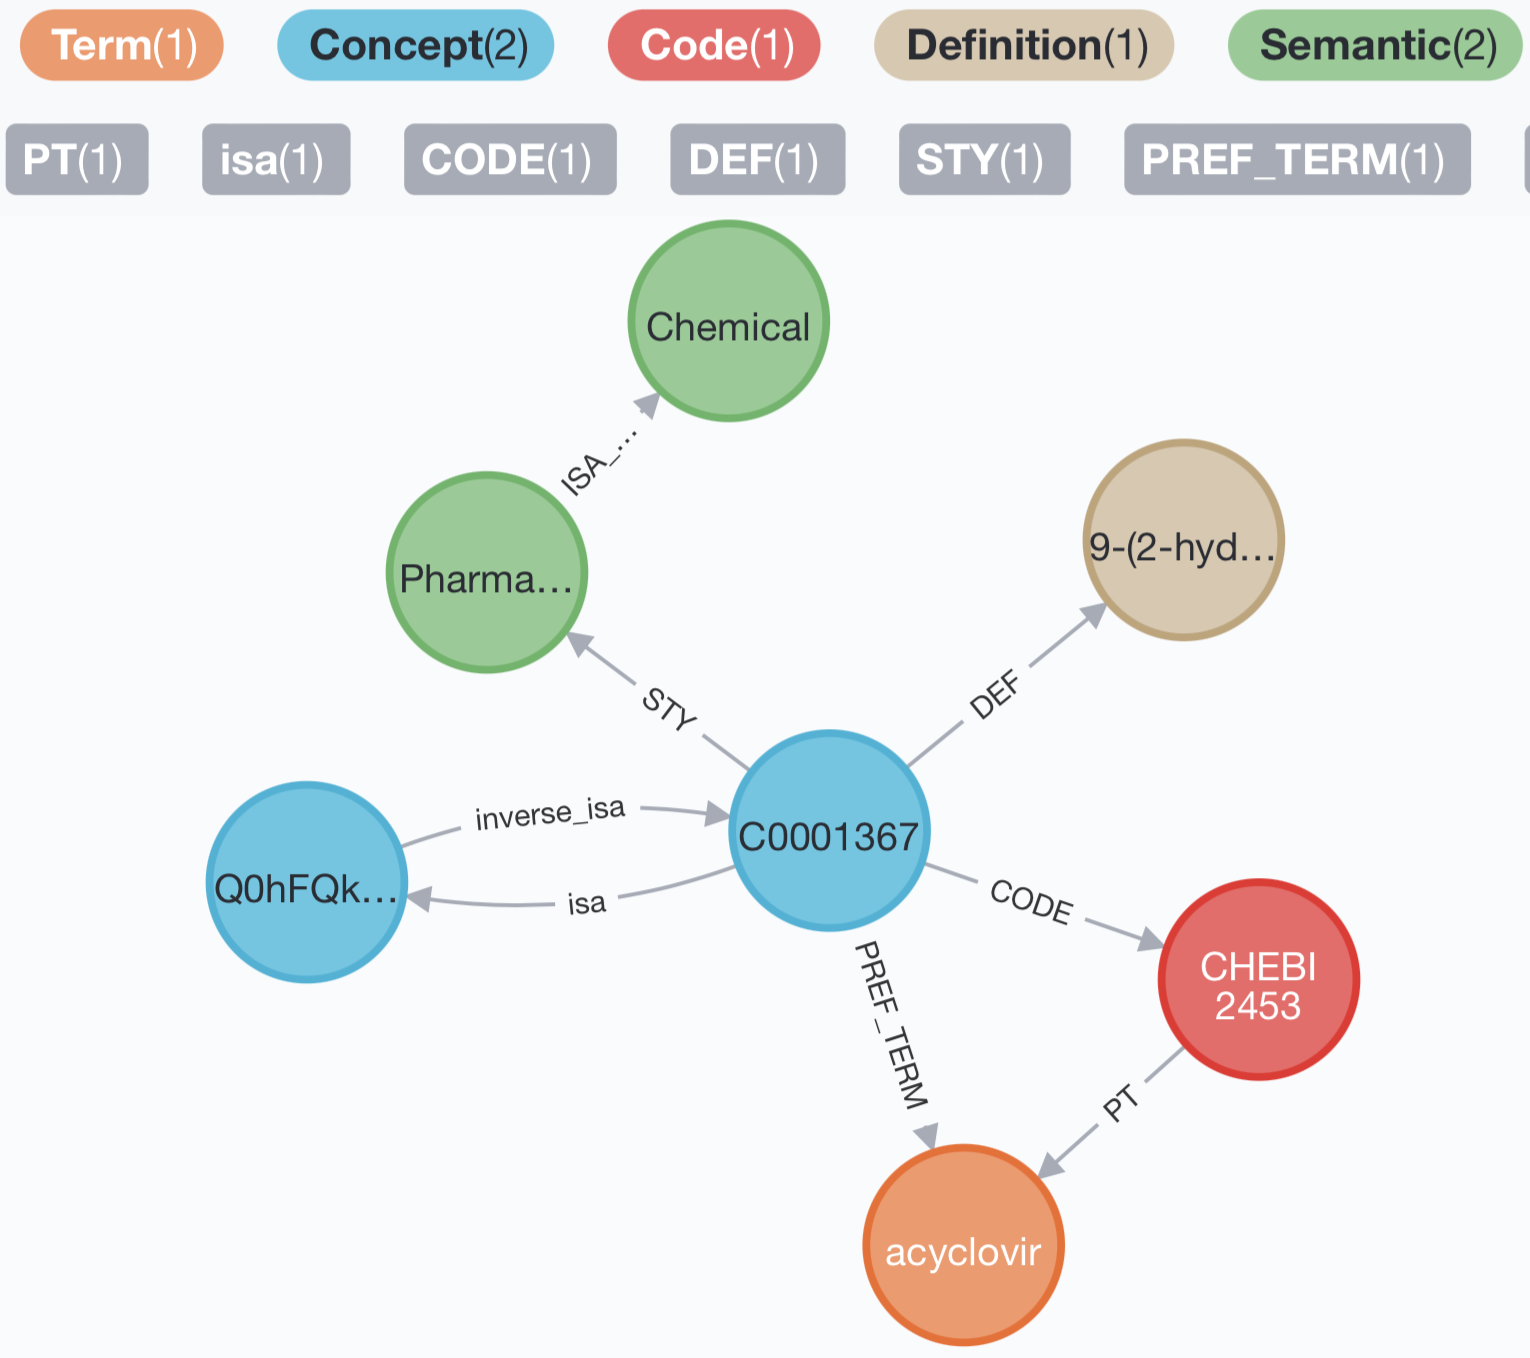 Term(1) Concept(2) Code(1) Definition(1) Semantic(2)
PT(1) isa(1) CODE(1) DEF(1) STY(1) PREF_TERM(1)
Chemical
ISA_...
9-(2-hyd...
Pharma...
STY
DEF
inverse_isa
C0001367
Q0hFQk...
isa
CODE
CHEBI
2453
PREF_TERM
PT
acyclovir